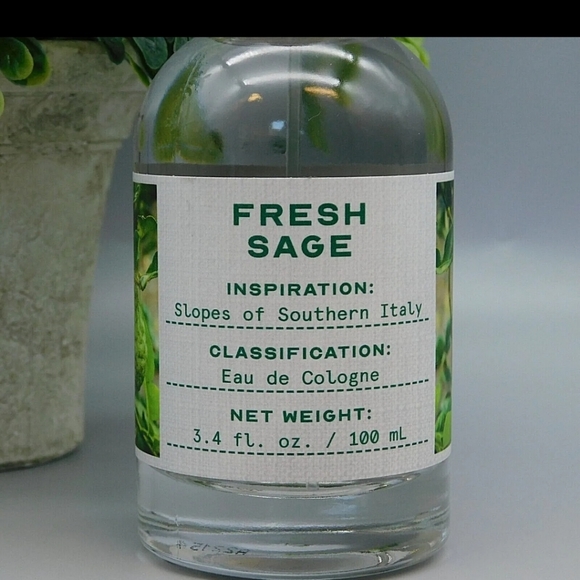 FRESH
SAGE
INSPIRATION:
Slopes of Southern Italy
CLASSIFICATION:
Eau de Cologne
NET WEIGHT:
3.4 fl. oz. / 100 mL